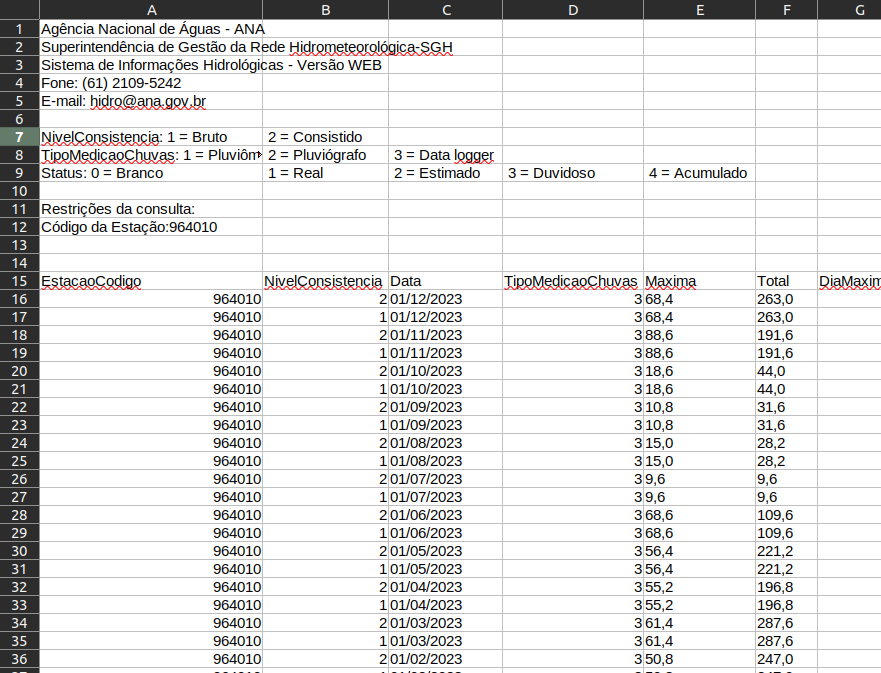 A B C D E F G
1 Agência Nacional de Águas - ANA
2 Superintendência de Gestão da Rede Hidrometeorológica-SGH
3 Sistema de Informações Hidrológicas - Versão WEB
4 Fone: (61) 2109-5242
5 E-mail: hidro@ana.gov.br
6
7 NivelConsistencia: 1 = Bruto 2 = Consistido
8 TipoMedicaoChuvas: 1 = Pluviôm 2 = Pluviógrafo 3 = Data logger
9 Status: 0 = Branco 1 = Real 2 = Estimado 3 = Duvidoso 4 = Acumulado
10
11 Restrições da consulta:
12 Código da Estação:964010
13
14
15 EstacaoCodigo NivelConsistencia Data TipoMedicaoChuvas Maxima Total DiaMaxim
16 964010 2 01/12/2023 3 68,4 263,0
17 964010 1 01/12/2023 3 68,4 263,0
18 964010 2 01/11/2023 3 88,6 191,6
19 964010 1 01/11/2023 3 88,6 191,6
20 964010 2 01/10/2023 3 18,6 44,0
21 964010 1 01/10/2023 3 18,6 44,0
22 964010 2 01/09/2023 3 10,8 31,6
23 964010 1 01/09/2023 3 10,8 31,6
24 964010 2 01/08/2023 3 15,0 28,2
25 964010 1 01/08/2023 3 15,0 28,2
26 964010 2 01/07/2023 3 9,6 9,6
27 964010 1 01/07/2023 3 9,6 9,6
28 964010 2 01/06/2023 3 68,6 109,6
29 964010 1 01/06/2023 3 68,6 109,6
30 964010 2 01/05/2023 3 56,4 221,2
31 964010 1 01/05/2023 3 56,4 221,2
32 964010 2 01/04/2023 3 55,2 196,8
33 964010 1 01/04/2023 3 55,2 196,8
34 964010 2 01/03/2023 3 61,4 287,6
35 964010 1 01/03/2023 3 61,4 287,6
36 964010 2 01/02/2023 3 50,8 247,0